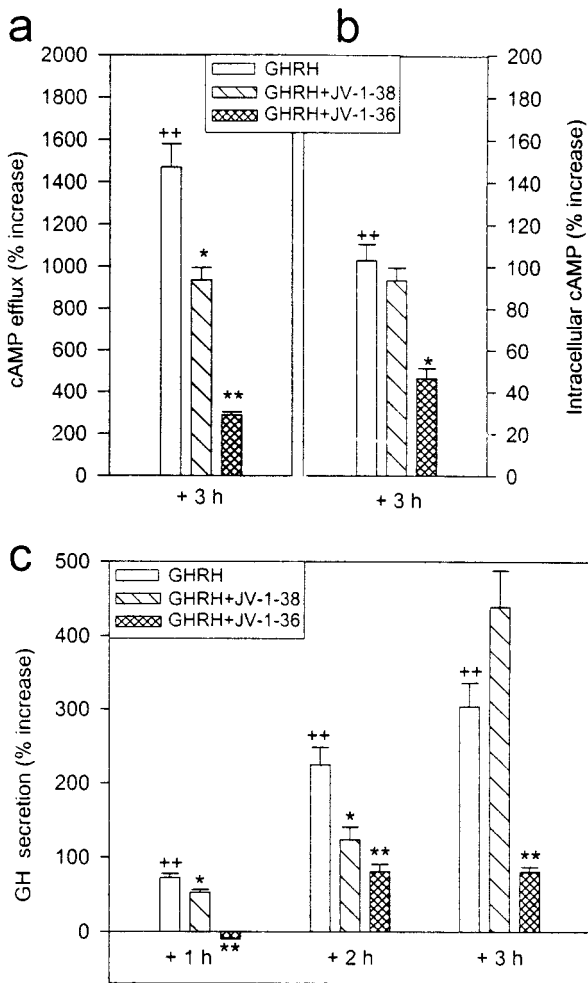 a
b
2000
1800
1600
1400
1200
1000
800
600
400
200
0
cAMP efflux (% increase)
GHRH
GHRH+JV-1-38
GHRH+JV-1-36
++
*
**
+ 3 h
++
*
+ 3 h
200
180
160
140
120
100
80
60
40
20
0
Intracellular cAMP (% increase)
c
500
400
300
200
100
0
GH secretion (% increase)
GHRH
GHRH+JV-1-38
GHRH+JV-1-36
++
*
**
++
*
**
++
**
+ 1 h
+ 2 h
+ 3 h